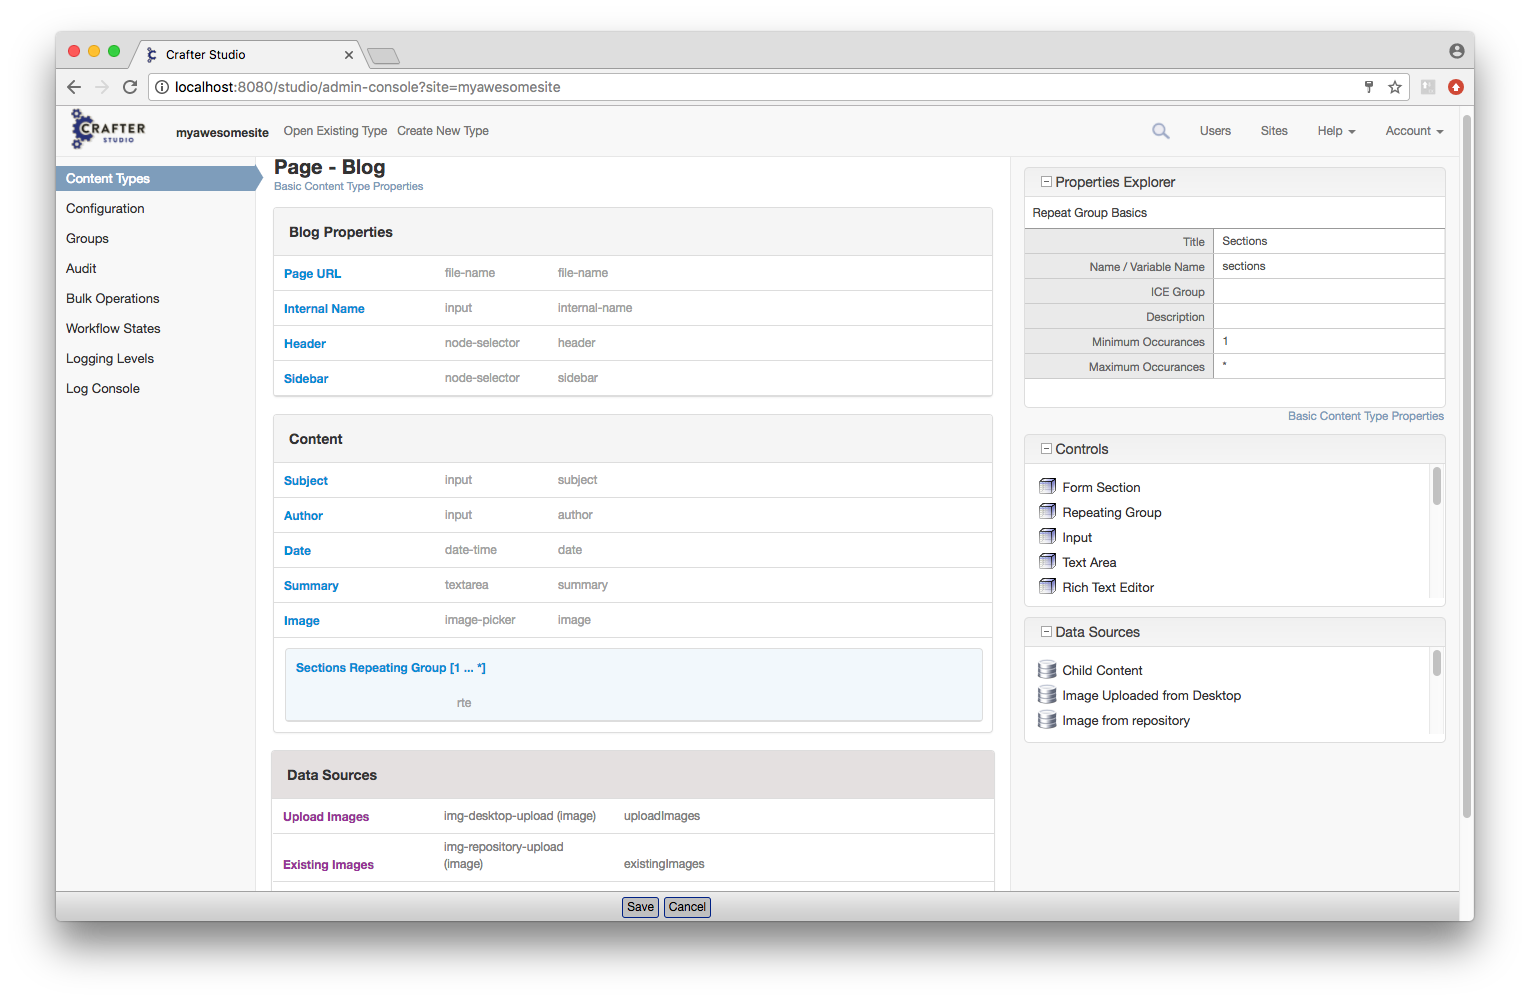 Crafter Studio
localhost:8080/studio/admin-console?site=myawesomesite
CRAFTER
STUDIO
myawesomesite Open Existing Type Create New Type
Users Sites Help Account
Content Types
Configuration
Groups
Audit
Bulk Operations
Workflow States
Logging Levels
Log Console
Page - Blog
Basic Content Type Properties
Blog Properties
Page URL file-name file-name
Internal Name input internal-name
Header node-selector header
Sidebar node-selector sidebar
Content
Subject input subject
Author input author
Date date-time date
Summary textarea summary
Image image-picker image
Sections Repeating Group [1 ... *]
rte
Data Sources
Upload Images img-desktop-upload (image) uploadImages
Existing Images img-repository-upload (image) existingImages
Properties Explorer
Repeat Group Basics
Title Sections
Name / Variable Name sections
ICE Group
Description
Minimum Occurances 1
Maximum Occurances *
Basic Content Type Properties
Controls
Form Section
Repeating Group
Input
Text Area
Rich Text Editor
Data Sources
Child Content
Image Uploaded from Desktop
Image from repository
Save Cancel